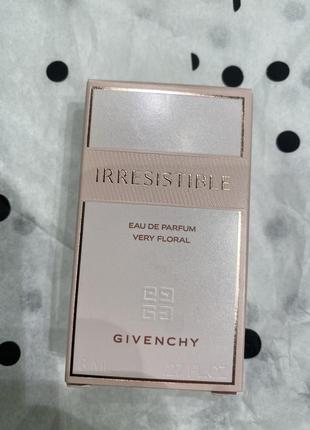 IRRESISTIBLE
EAU DE PARFUM
VERY FLORAL
GIVENCHY